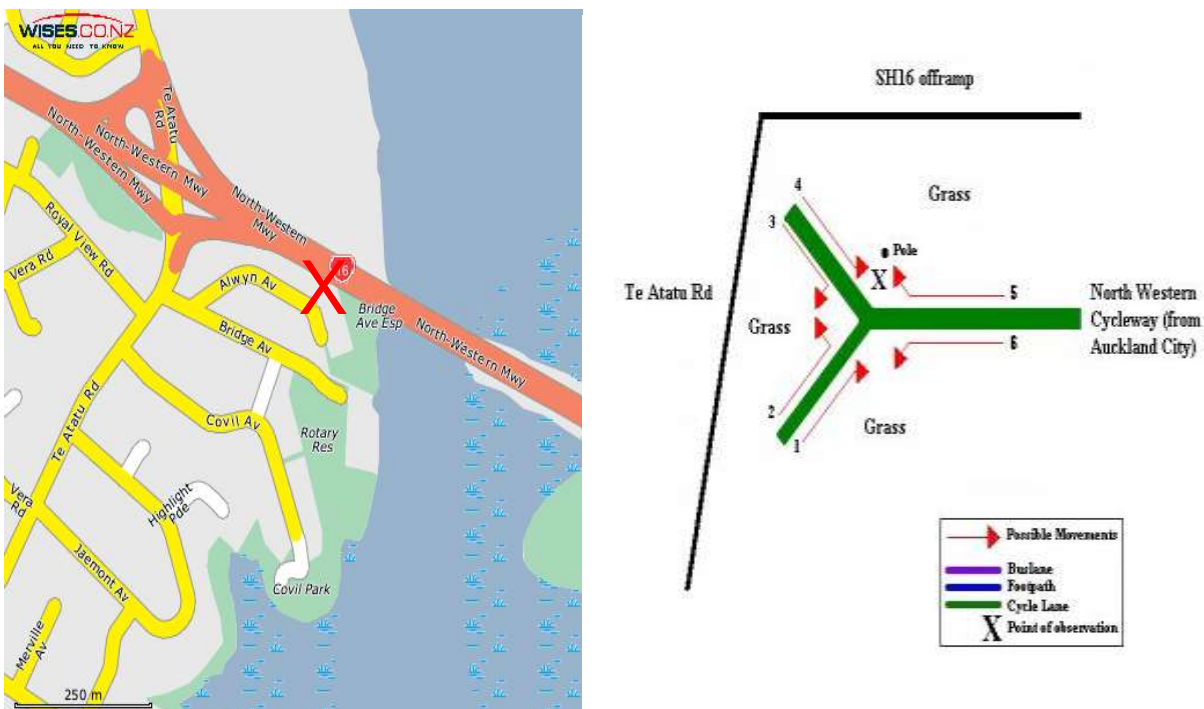 WISES.CO.NZ
ALL YOU NEED TO KNOW
Te Atatu
Rd
North-Western Mwy
North-Western Mwy
North-Western
Mwy
Royal View Rd
Vera Rd
Alwyn Av
X
16
Bridge
Ave Esp
North-Western Mwy
Bridge Av
Te Atatu Rd
Covil Av
Rotary
Res
Vera
Rd
Highlight
Pde
Jaemont Av
Covil Park
Merville
Av
250 m
SH16 offramp
4
3
Grass
Pole
X
Te Atatu Rd
5
North Western
Cycleway (from
Auckland City)
Grass
6
2
1
Grass
Possible Movements
Buslane
Footpath
Cycle Lane
X Point of observation